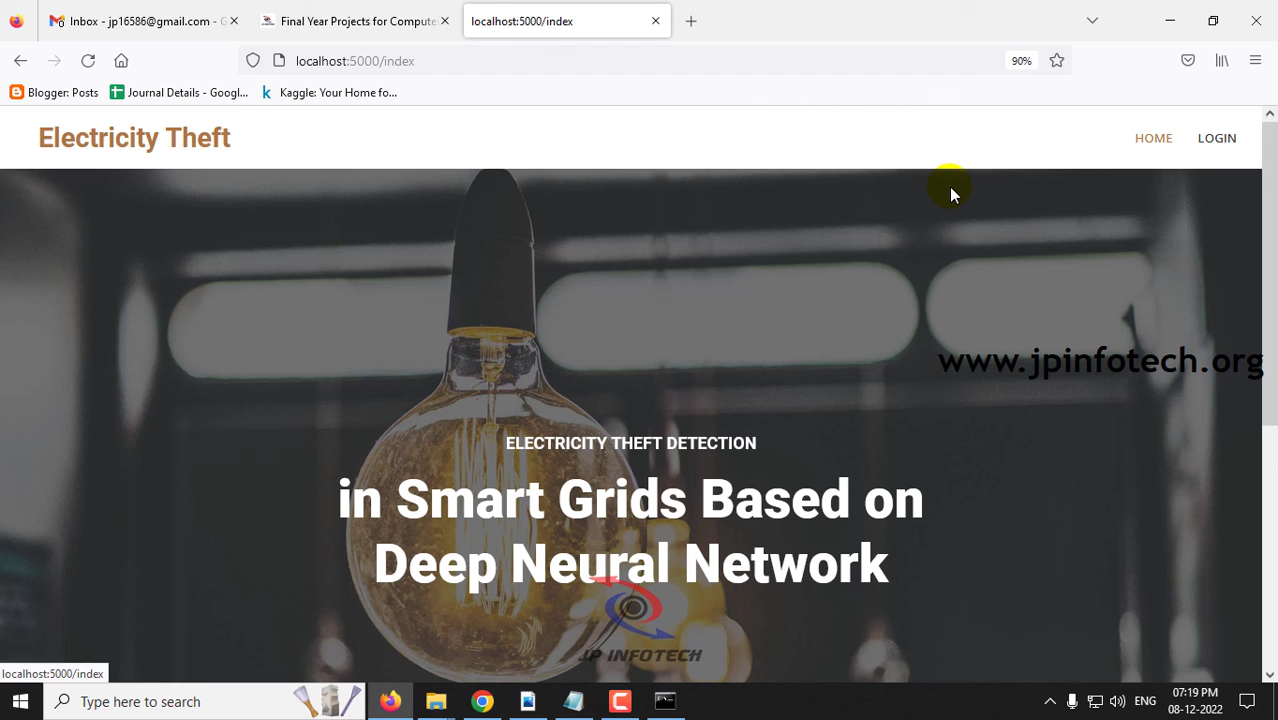 Inbox - jp16586@gmail.com - G
Final Year Projects for Compute
localhost:5000/index
localhost:5000/index
90%
Blogger: Posts
Journal Details - Googl...
Kaggle: Your Home fo...
Electricity Theft
HOME
LOGIN
www.jpinfotech.org
ELECTRICITY THEFT DETECTION
in Smart Grids Based on
Deep Neural Network
JP INFOTECH
localhost:5000/index
Type here to search
ENG
07:19 PM
08-12-2022